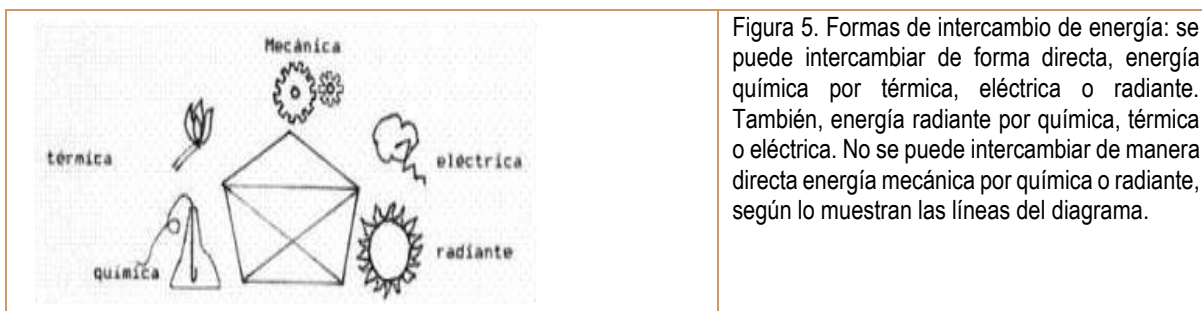 Mecánica
térmica
eléctrica
química
radiante
Figura 5. Formas de intercambio de energía: se
puede intercambiar de forma directa, energía
química por térmica, eléctrica o radiante.
También, energía radiante por química, térmica
o eléctrica. No se puede intercambiar de manera
directa energía mecánica por química o radiante,
según lo muestran las líneas del diagrama.